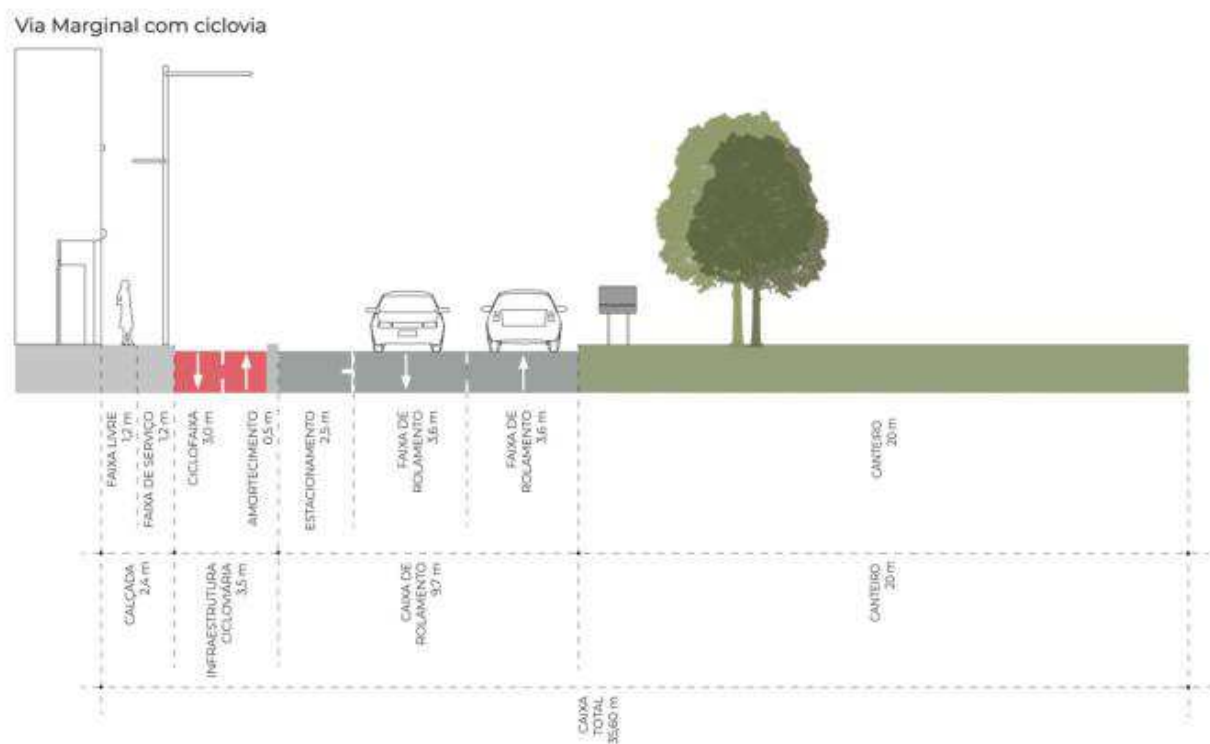 Via Marginal com ciclovia
FAIXA LIVRE
1,2 m
FAIXA DE SERVIÇO
1,2 m
CICLOFAIXA
3,0 m
AMORTECIMENTO
0,5 m
ESTACIONAMENTO
2,5 m
FAIXA DE
ROLAMENTO
3,6 m
FAIXA DE
ROLAMENTO
3,6 m
CANTEIRO
20 m
CALÇADA
2,4 m
INFRAESTRUTURA
CICLOVIÁRIA
3,5 m
CAIXA DE
ROLAMENTO
9,7 m
CANTEIRO
20 m
CAIXA
TOTAL
35,60 m